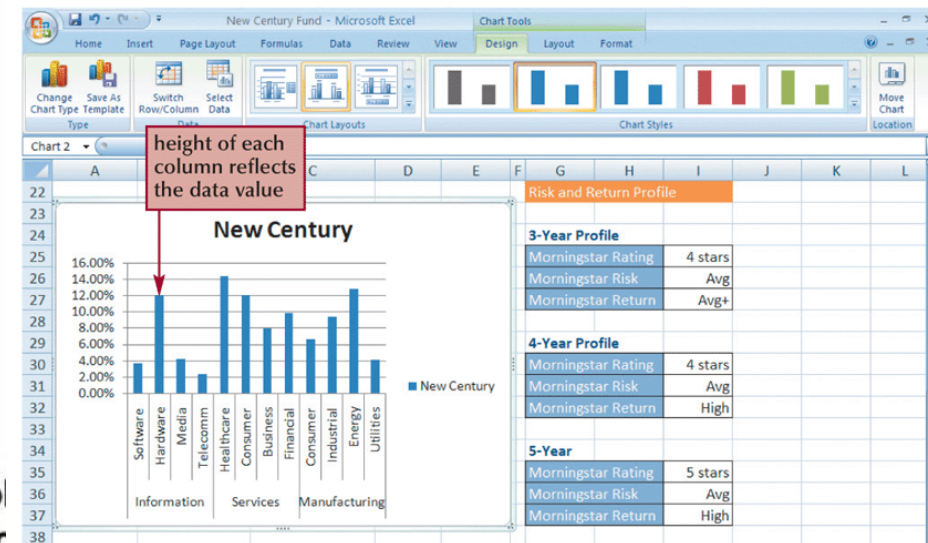 New Century Fund - Microsoft Excel
Chart Tools
Home Insert Page Layout Formulas Data Review View Design Layout Format
Change Chart Type
Save As Template
Switch Row/Column
Select Data
Move Chart
Type Data Chart Layouts Chart Styles Location
Chart 2
height of each
column reflects
the data value
A C D E F G H I J K L
22 Risk and Return Profile
23
New Century
24 3-Year Profile
25 Morningstar Rating 4 stars
26 Morningstar Risk Avg
27 Morningstar Return Avg+
28
29 4-Year Profile
30 Morningstar Rating 4 stars
31 Morningstar Risk Avg
32 Morningstar Return High
33
34 5-Year
35 Morningstar Rating 5 stars
36 Morningstar Risk Avg
37 Morningstar Return High
38
16.00%
14.00%
12.00%
10.00%
8.00%
6.00%
4.00%
2.00%
0.00%
New Century
Software
Hardware
Media
Telecomm
Healthcare
Consumer
Business
Financial
Consumer
Industrial
Energy
Utilities
Information Services Manufacturing